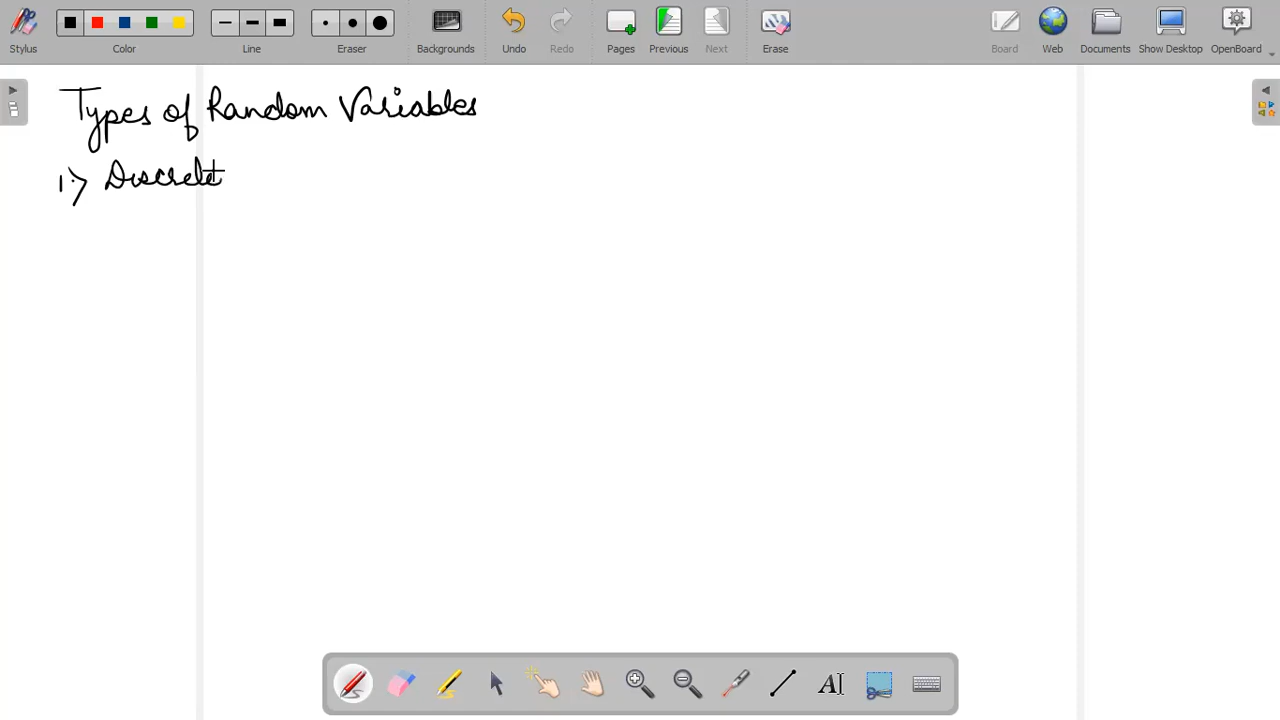 Stylus Color Line Eraser Backgrounds Undo Redo Pages Previous Next Erase Board Web Documents Show Desktop OpenBoard
Types of Random Variables
1:) Discrete
AI